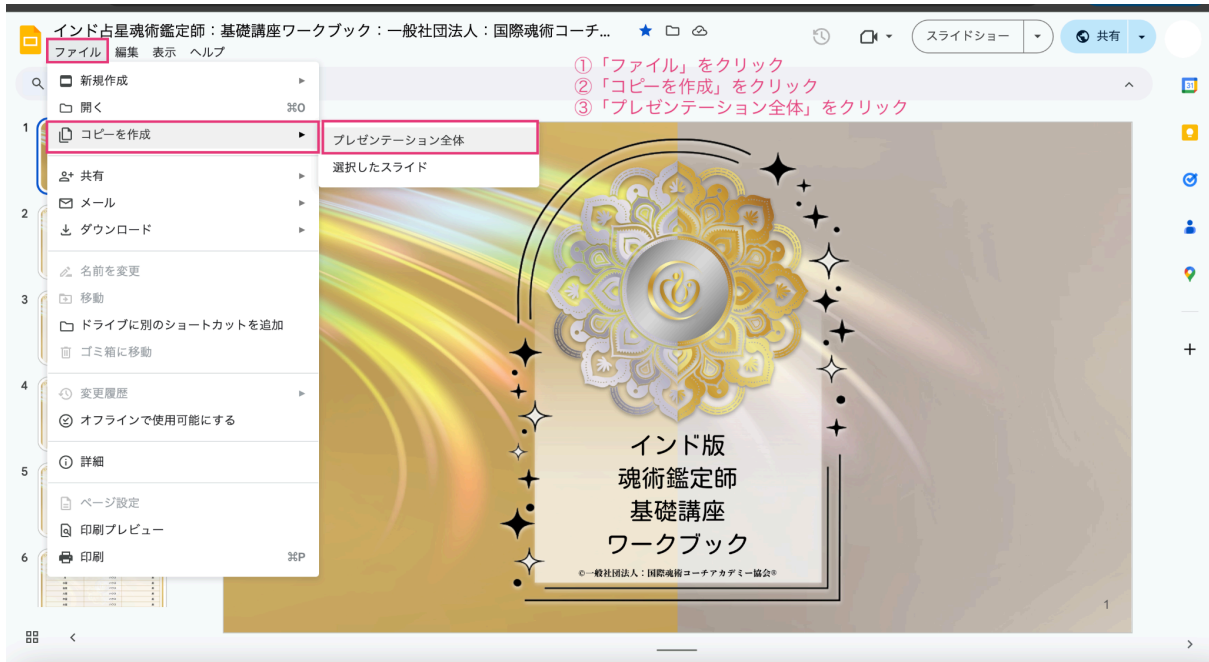 インド占星魂術鑑定師：基礎講座ワークブック：一般社団法人：国際魂術コーチ...
スライドショー
共有
ファイル 編集 表示 ヘルプ
①「ファイル」をクリック
②「コピーを作成」をクリック
③「プレゼンテーション全体」をクリック
新規作成
開く ⌘O
コピーを作成
プレゼンテーション全体
選択したスライド
共有
メール
ダウンロード
名前を変更
移動
ドライブに別のショートカットを追加
ゴミ箱に移動
変更履歴
オフラインで使用可能にする
詳細
ページ設定
印刷プレビュー
印刷 ⌘P
1
2
3
4
5
6
31
インド版
魂術鑑定師
基礎講座
ワークブック
©一般社団法人：国際魂術コーチアカデミー協会®
1